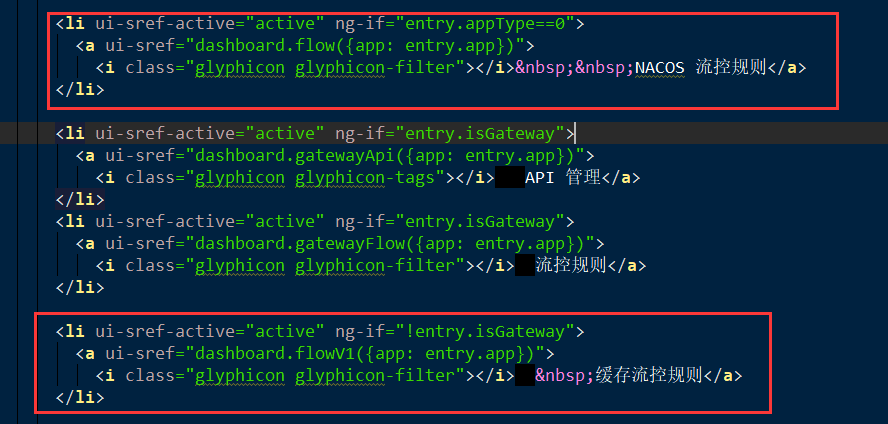 <li ui-sref-active="active" ng-if="entry.appType==0">
<a ui-sref="dashboard.flow({app: entry.app})">
<i class="glyphicon glyphicon-filter"></i>&nbsp;&nbsp;NACOS 流控规则</a>
</li>
<li ui-sref-active="active" ng-if="entry.isGateway">
<a ui-sref="dashboard.gatewayApi({app: entry.app})">
<i class="glyphicon glyphicon-tags"></i>API 管理</a>
</li>
<li ui-sref-active="active" ng-if="entry.isGateway">
<a ui-sref="dashboard.gatewayFlow({app: entry.app})">
<i class="glyphicon glyphicon-filter"></i>流控规则</a>
</li>
<li ui-sref-active="active" ng-if="!entry.isGateway">
<a ui-sref="dashboard.flowV1({app: entry.app})">
<i class="glyphicon glyphicon-filter"></i>&nbsp;缓存流控规则</a>
</li>